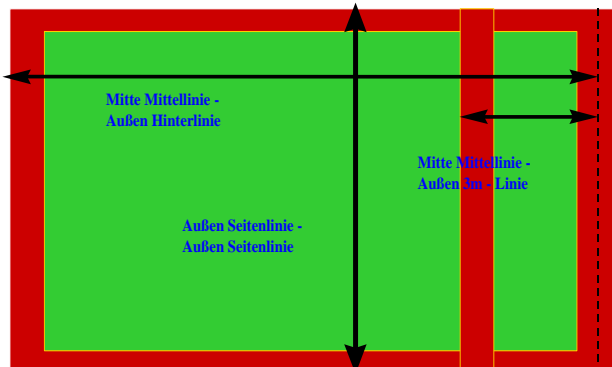 Mitte Mittellinie -
Außen Hinterlinie
Mitte Mittellinie -
Außen 3m - Linie
Außen Seitenlinie -
Außen Seitenlinie